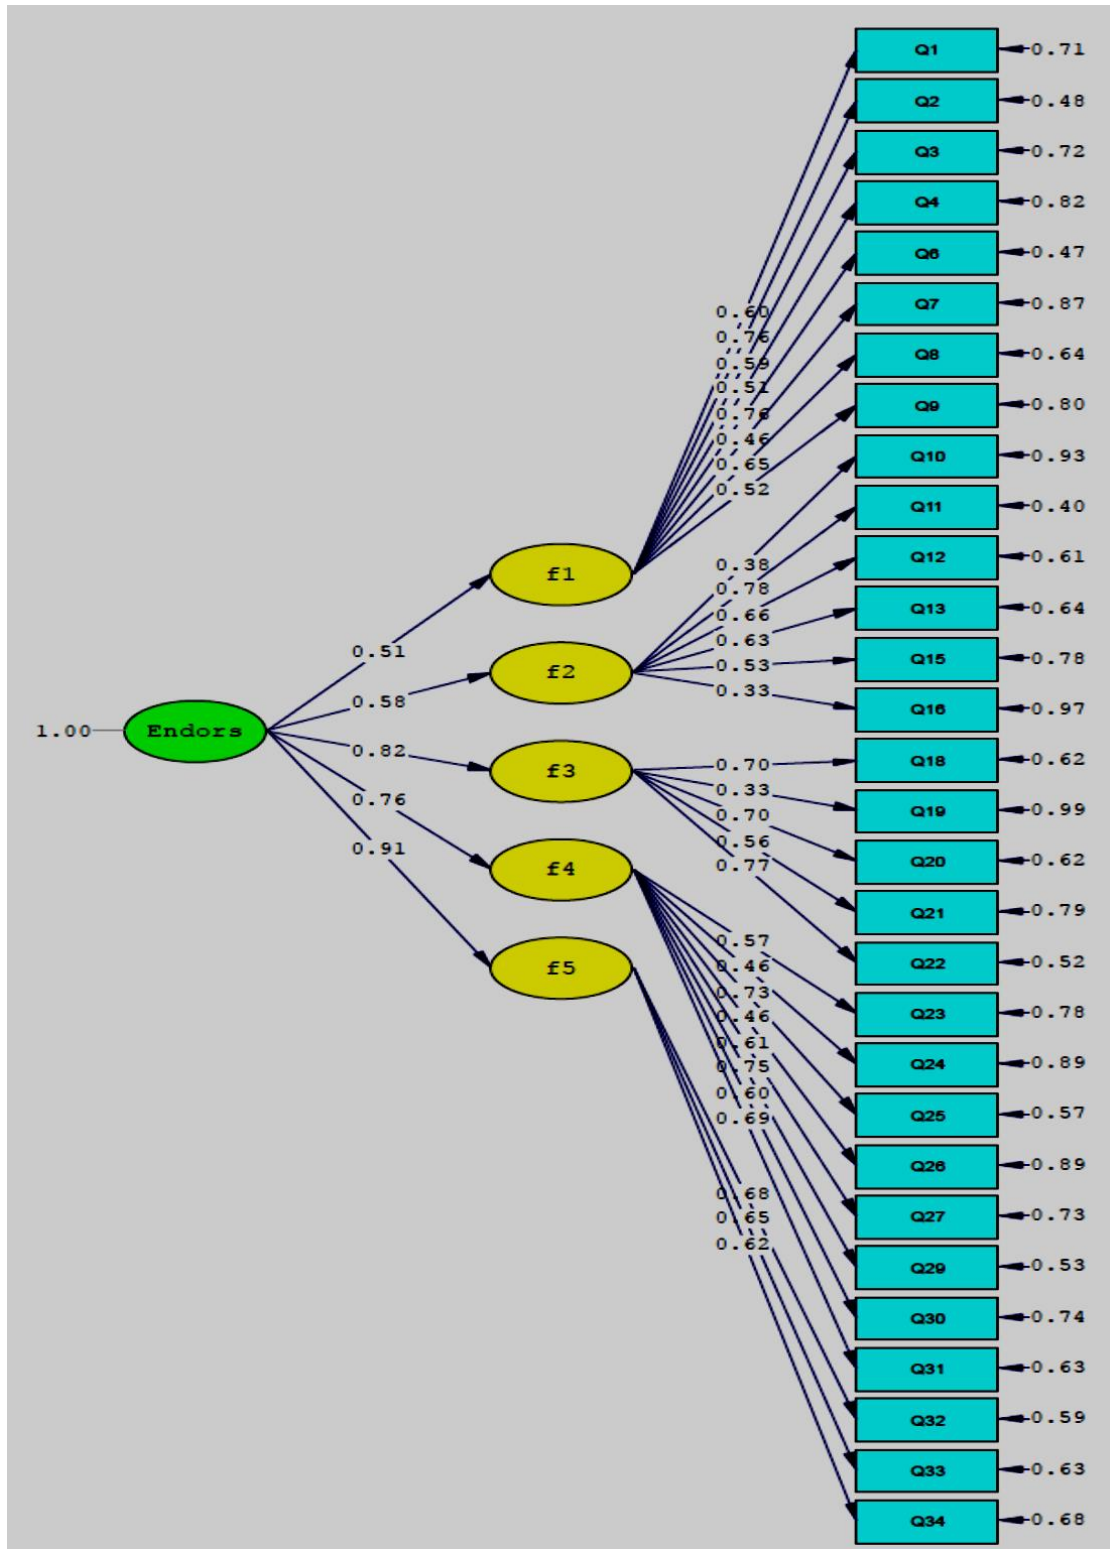 Q1 0.71
Q2 0.48
Q3 0.72
Q4 0.82
Q6 0.47
Q7 0.87
0.60
0.76
Q8 0.64
0.59
0.51
Q9 0.80
0.76
0.46
Q10 0.93
0.65
0.52
Q11 0.40
Q12 0.61
0.38
f1
0.78
Q13 0.64
0.66
0.63
0.51
Q15 0.78
0.53
f2
0.33
0.58
Q16 0.97
1.00 Endors
0.82
Q18 0.62
0.70
f3
0.33
0.76
Q19 0.99
0.70
0.56
0.91
Q20 0.62
0.77
f4
Q21 0.79
0.57
Q22 0.52
0.46
f5
0.73
Q23 0.78
0.46
0.61
Q24 0.89
0.75
0.60
Q25 0.57
0.69
Q26 0.89
0.68
Q27 0.73
0.65
0.62
Q29 0.53
Q30 0.74
Q31 0.63
Q32 0.59
Q33 0.63
Q34 0.68